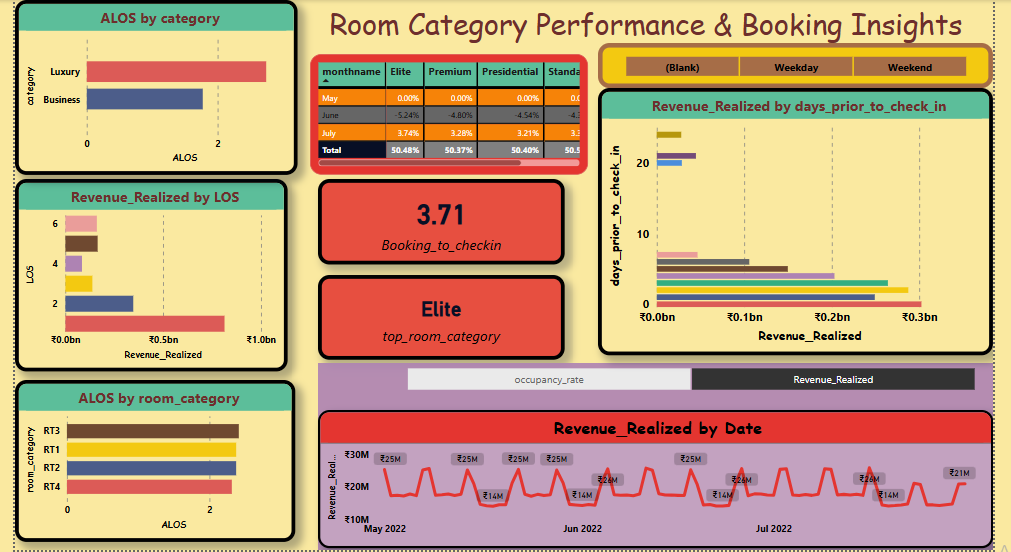 ALOS by category
category
Luxury
Business
0
2
ALOS
Revenue_Realized by LOS
LOS
6
4
2
₹0.0bn
₹0.5bn
₹1.0bn
Revenue_Realized
ALOS by room_category
room_category
RT3
RT1
RT2
RT4
0
2
ALOS
Room Category Performance & Booking Insights
monthname Elite Premium Presidential Standa
May 0.00% 0.00% 0.00% 0.0
June -5.24% -4.80% -4.54%
July 3.74% 3.28% 3.21%
Total 50.48% 50.37% 50.40% 50.5
3.71
Booking_to_checkin
Elite
top_room_category
(Blank) Weekday Weekend
Revenue_Realized by days_prior_to_check_in
days_prior_to_check_in
20
10
0
₹0.0bn ₹0.1bn ₹0.2bn ₹0.3bn
Revenue_Realized
occupancy_rate Revenue_Realized
Revenue_Realized by Date
Revenue_Real...
₹30M
₹20M
₹10M
₹25M ₹25M ₹25M ₹25M ₹25M
₹26M ₹26M ₹26M ₹21M
₹14M ₹14M ₹14M ₹14M
May 2022 Jun 2022 Jul 2022